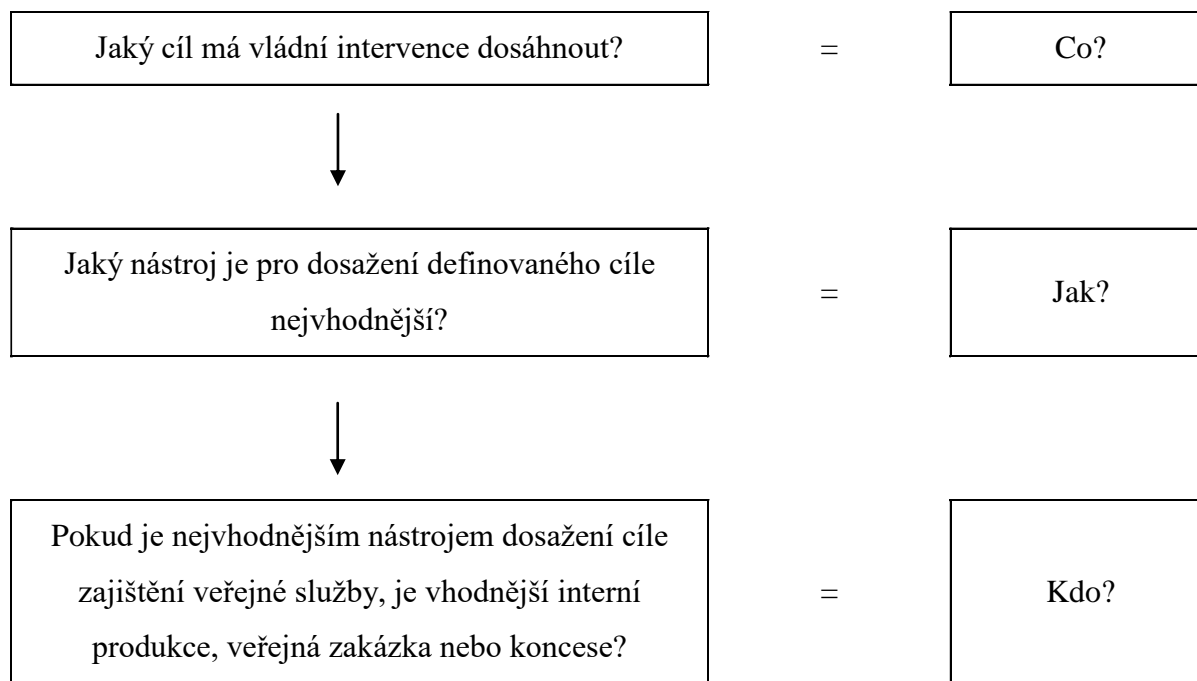 Jaký cíl má vládní intervence dosáhnout? = Co?
Jaký nástroj je pro dosažení definovaného cíle
nejvhodnější?
= Jak?
Pokud je nejvhodnějším nástrojem dosažení cíle
zajištění veřejné služby, je vhodnější interní
produkce, veřejná zakázka nebo koncese?
= Kdo?